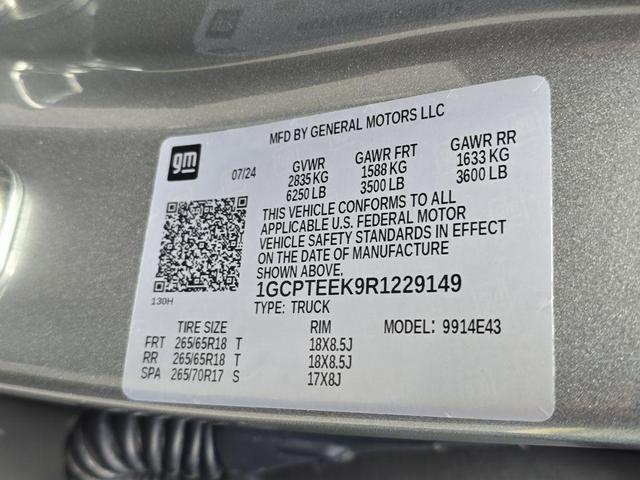 MFD BY GENERAL MOTORS LLC
gm
07/24
GVWR GAWR FRT GAWR RR
2835 KG 1588 KG 1633 KG
6250 LB 3500 LB 3600 LB
THIS VEHICLE CONFORMS TO ALL
APPLICABLE U.S. FEDERAL MOTOR
VEHICLE SAFETY STANDARDS IN EFFECT
ON THE DATE OF MANUFACTURE
SHOWN ABOVE.
130H
1GCPTEEK9R1229149
TYPE: TRUCK
TIRE SIZE RIM MODEL: 9914E43
FRT 265/65R18 T 18X8.5J
RR 265/65R18 T 18X8.5J
SPA 265/70R17 S 17X8J